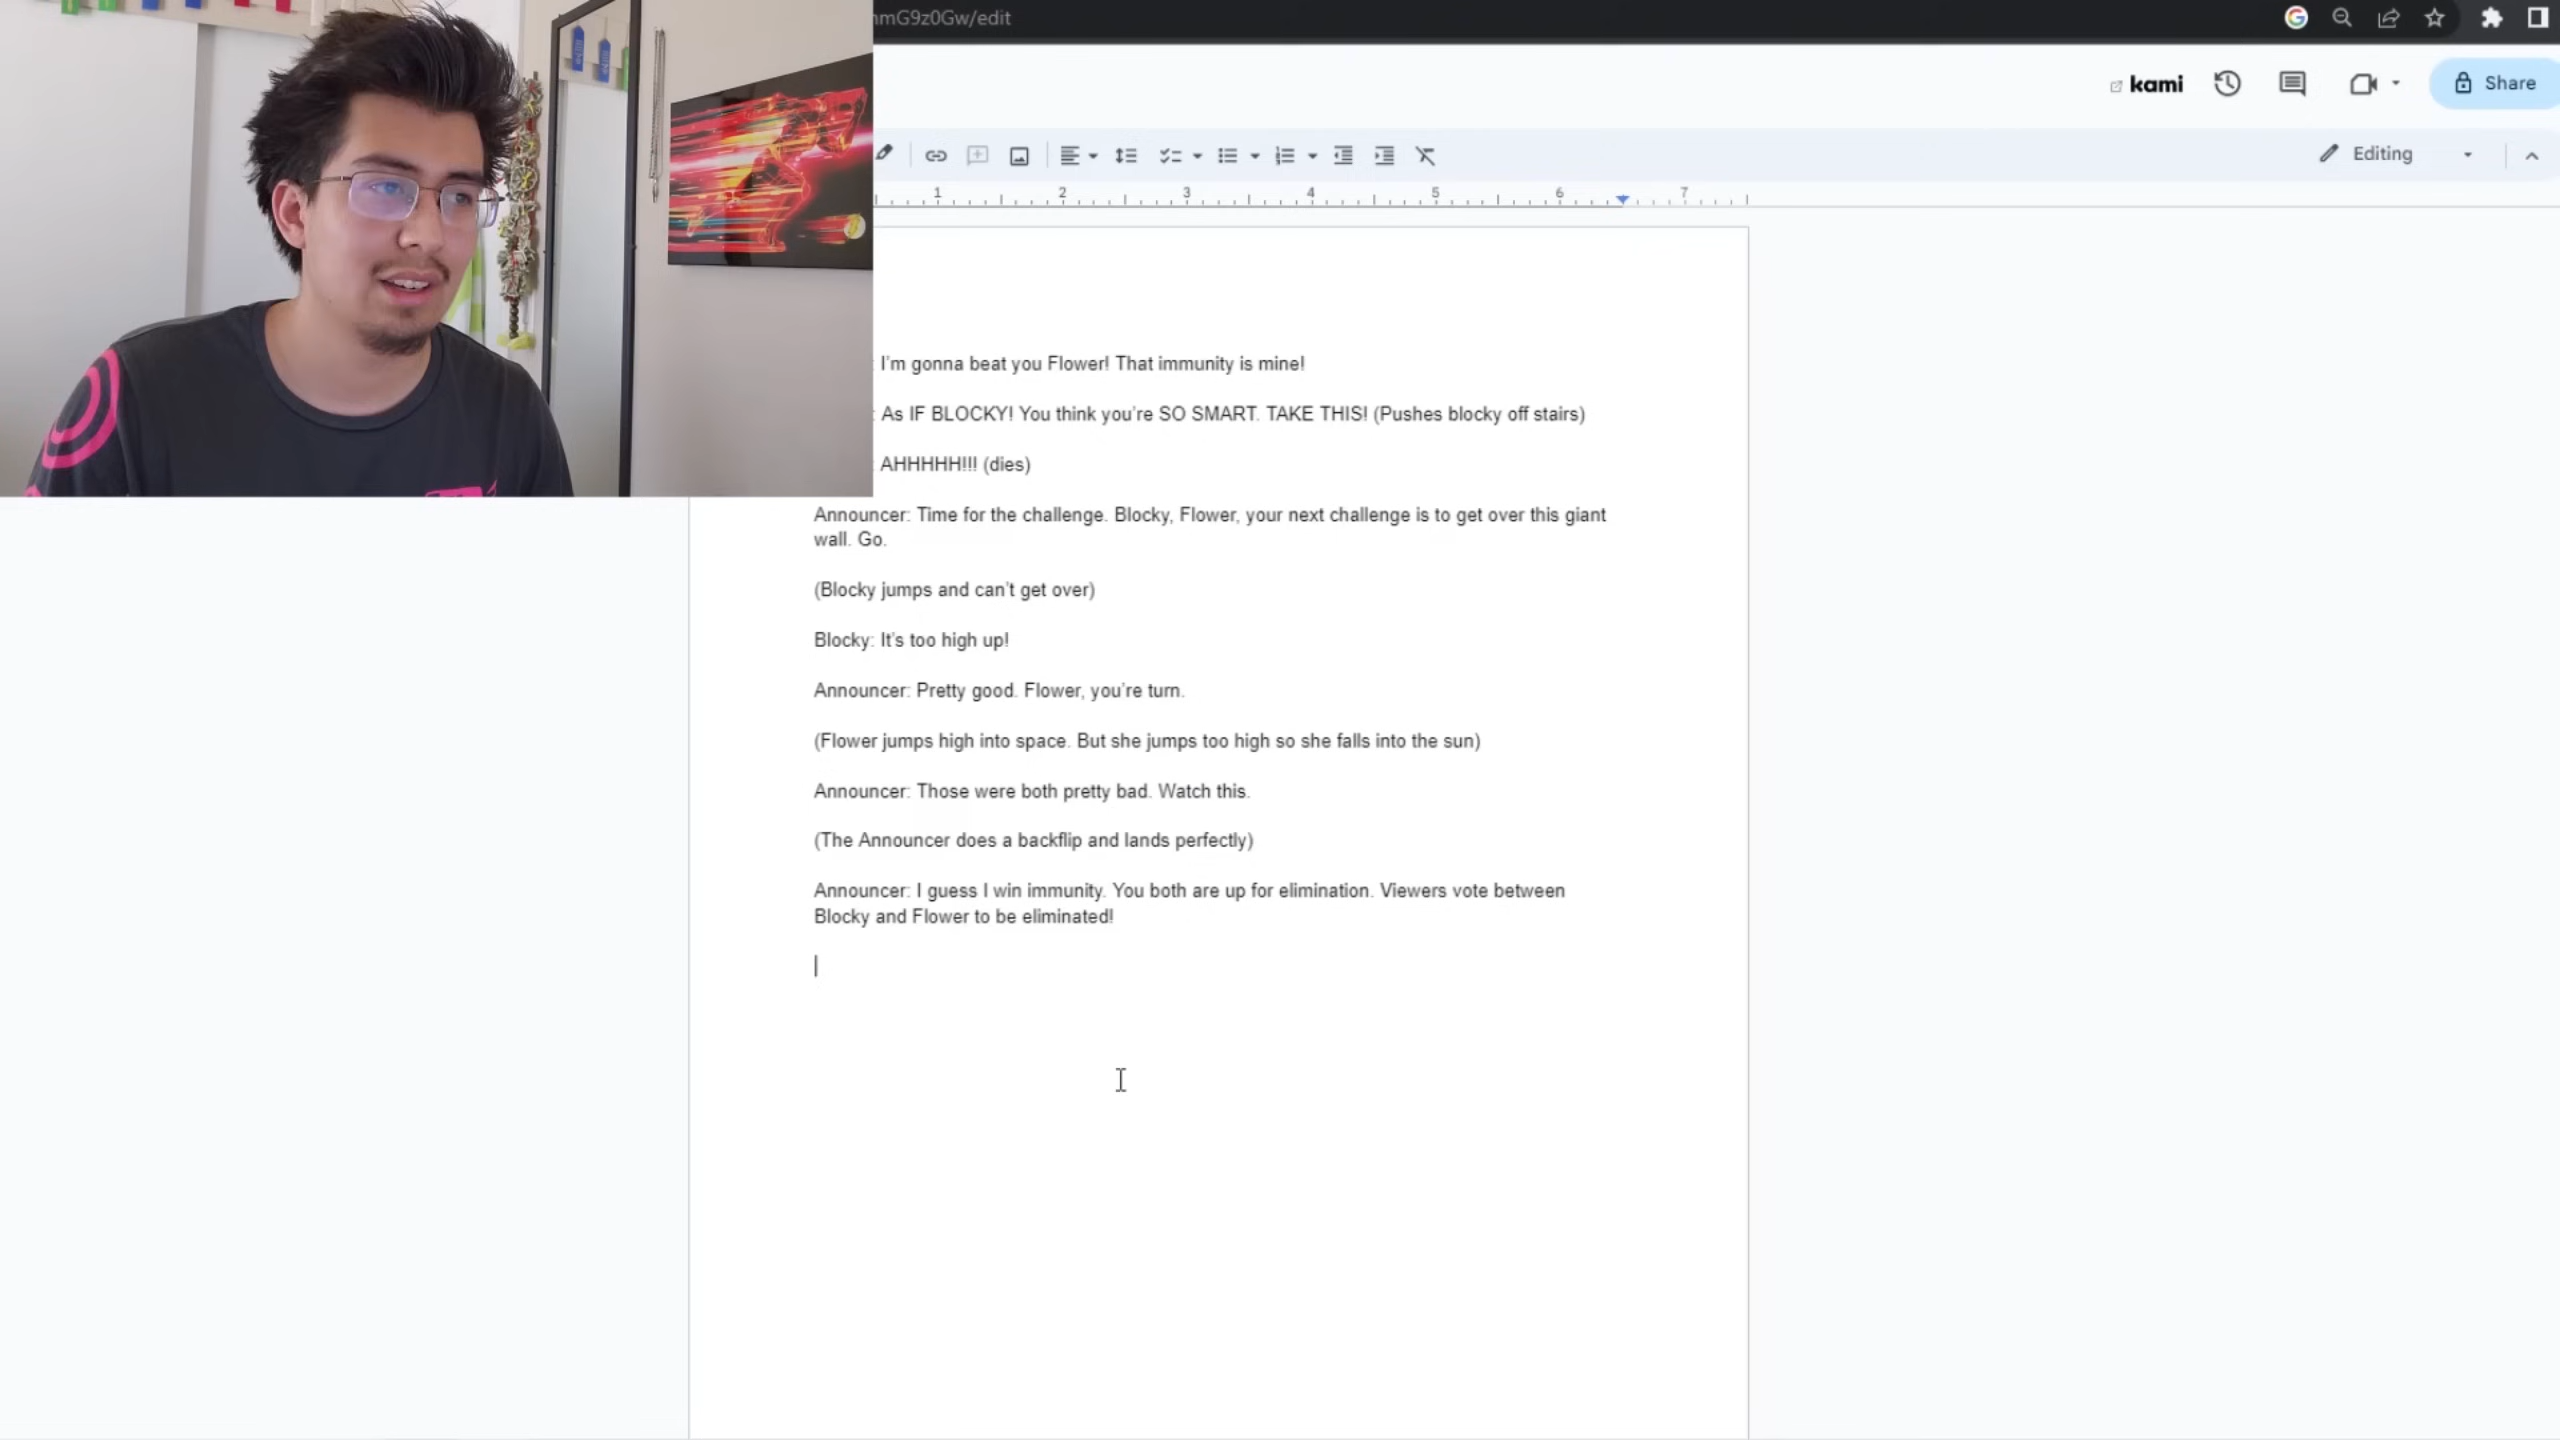 nmG9z0Gw/edit
kami
Share
Editing
1 2 3 4 5 6 7
: I'm gonna beat you Flower! That immunity is mine!
: As IF BLOCKY! You think you're SO SMART. TAKE THIS! (Pushes blocky off stairs)
: AHHHHH!!! (dies)
Announcer: Time for the challenge. Blocky, Flower, your next challenge is to get over this giant
wall. Go.
(Blocky jumps and can't get over)
Blocky: It's too high up!
Announcer: Pretty good. Flower, you're turn.
(Flower jumps high into space. But she jumps too high so she falls into the sun)
Announcer: Those were both pretty bad. Watch this.
(The Announcer does a backflip and lands perfectly)
Announcer: I guess I win immunity. You both are up for elimination. Viewers vote between
Blocky and Flower to be eliminated!